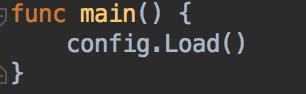 func main() {
    config.Load()
}